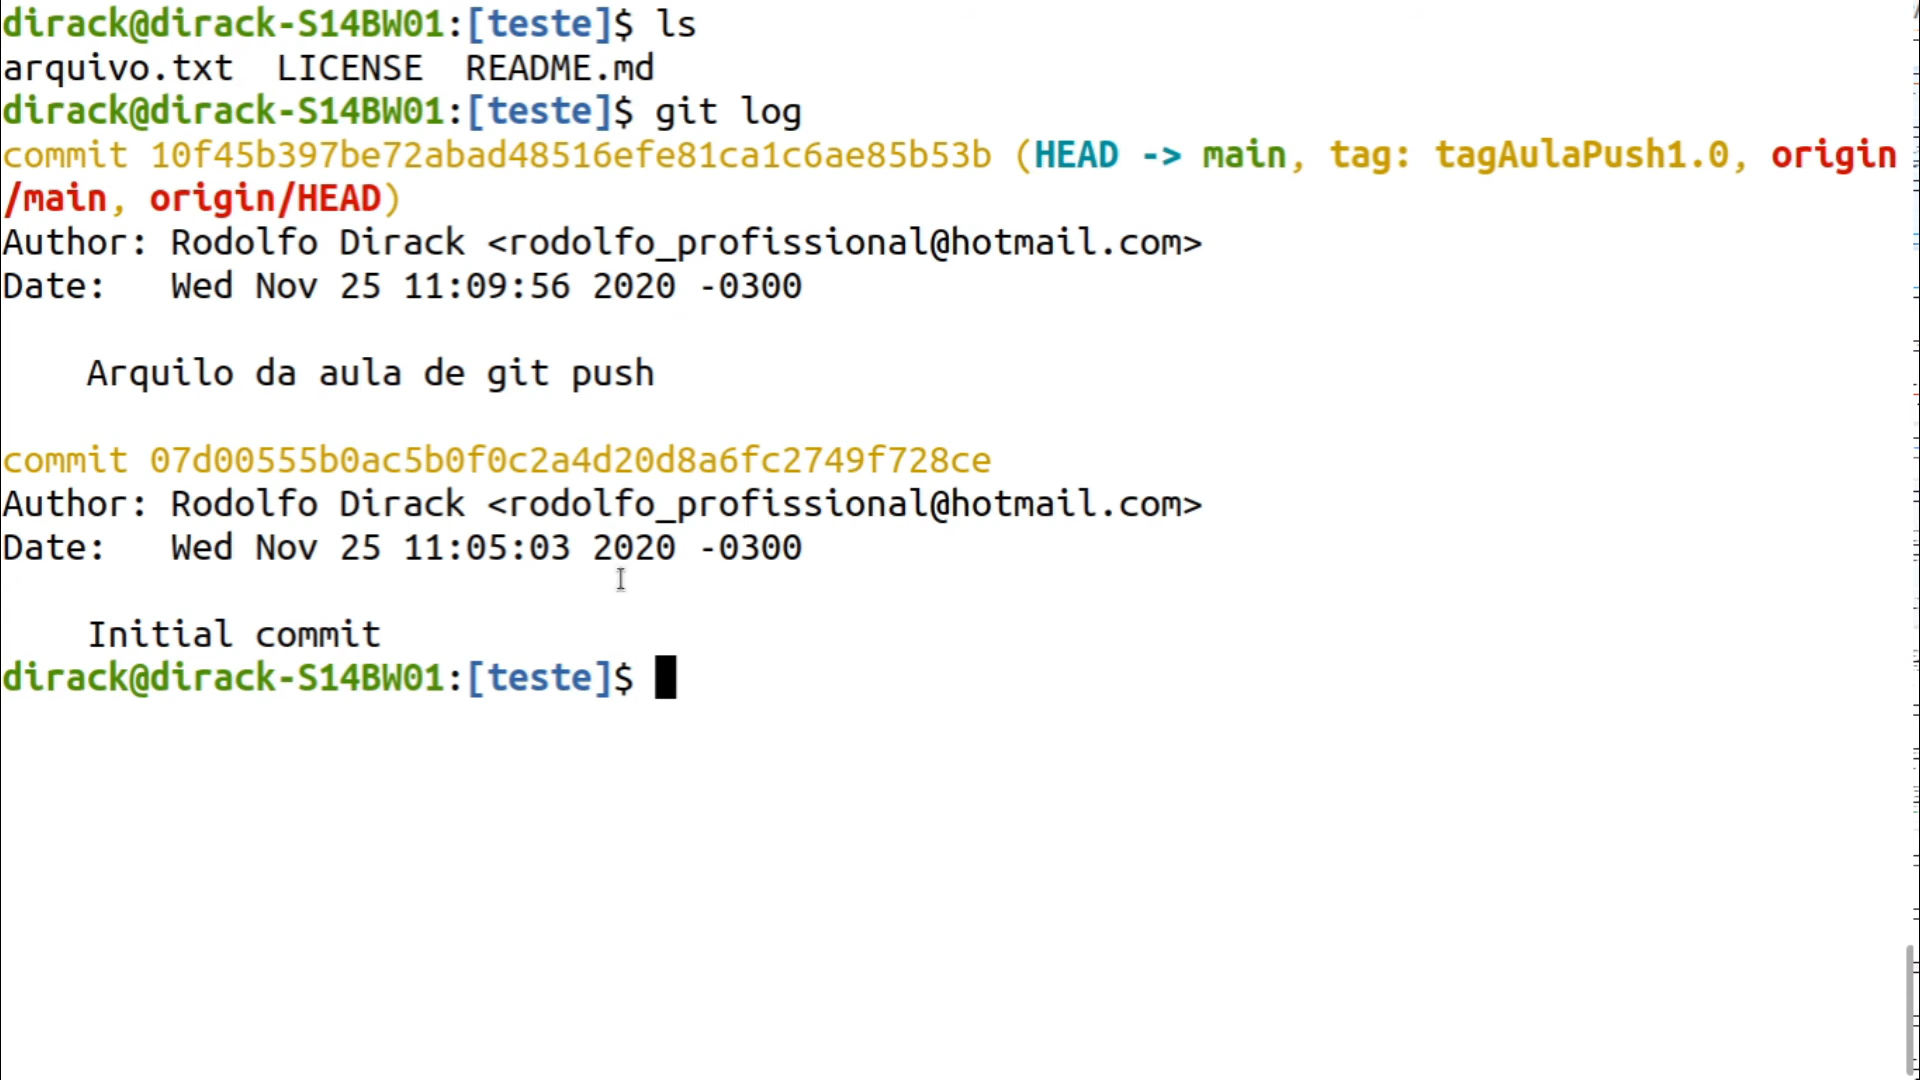 dirack@dirack-S14BW01:[teste]$ ls
arquivo.txt  LICENSE  README.md
dirack@dirack-S14BW01:[teste]$ git log
commit 10f45b397be72abad48516efe81ca1c6ae85b53b (HEAD -> main, tag: tagAulaPush1.0, origin
/main, origin/HEAD)
Author: Rodolfo Dirack <rodolfo_profissional@hotmail.com>
Date:   Wed Nov 25 11:09:56 2020 -0300
    Arquilo da aula de git push
commit 07d00555b0ac5b0f0c2a4d20d8a6fc2749f728ce
Author: Rodolfo Dirack <rodolfo_profissional@hotmail.com>
Date:   Wed Nov 25 11:05:03 2020 -0300
    Initial commit
dirack@dirack-S14BW01:[teste]$